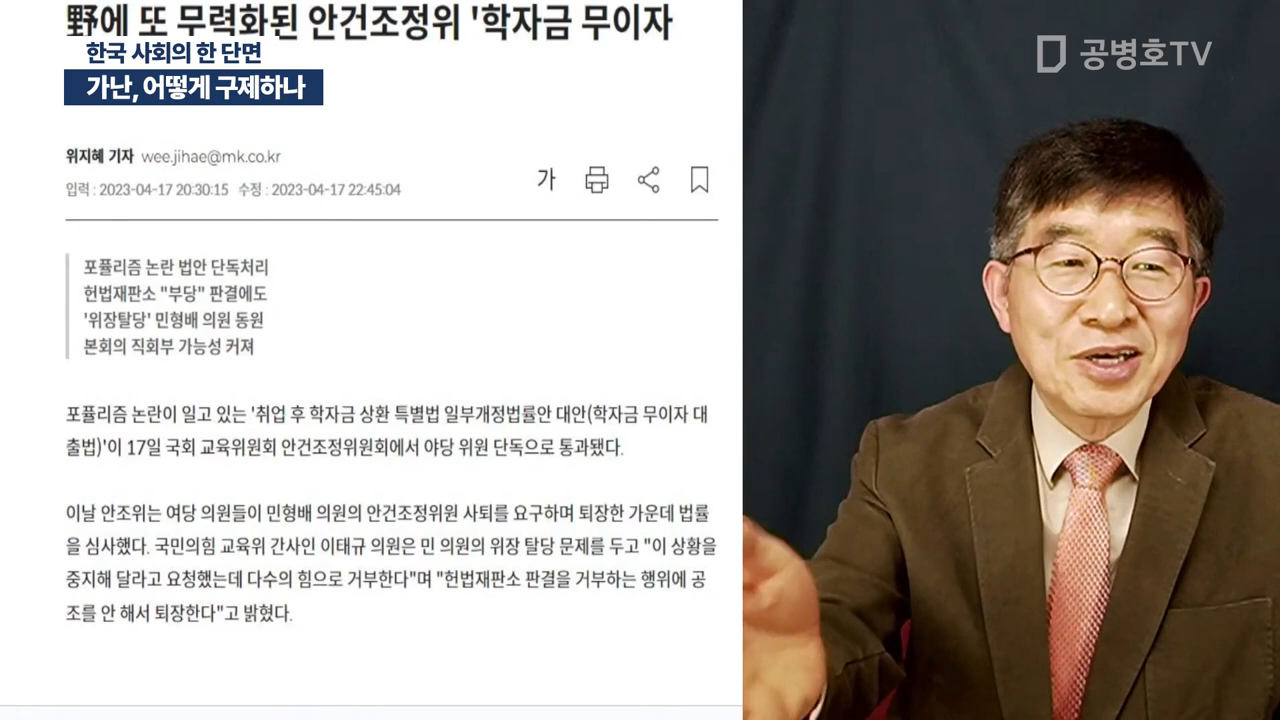 野에 또 무력화된 안건조정위 '학자금 무이자
한국 사회의 한 단면
가난, 어떻게 구제하나
공병호TV
위지혜 기자 wee.jihae@mk.co.kr
입력 : 2023-04-17 20:30:15 수정 : 2023-04-17 22:45:04
가
포퓰리즘 논란 법안 단독처리
헌법재판소 "부당" 판결에도
'위장탈당' 민형배 의원 동원
본회의 직회부 가능성 커져
포퓰리즘 논란이 일고 있는 '취업 후 학자금 상환 특별법 일부개정법률안 대안(학자금 무이자 대
출법)'이 17일 국회 교육위원회 안건조정위원회에서 야당 위원 단독으로 통과됐다.
이날 안조위는 여당 의원들이 민형배 의원의 안건조정위원 사퇴를 요구하며 퇴장한 가운데 법률
을 심사했다. 국민의힘 교육위 간사인 이태규 의원은 민 의원의 위장 탈당 문제를 두고 "이 상황을
중지해 달라고 요청했는데 다수의 힘으로 거부한다"며 "헌법재판소 판결을 거부하는 행위에 공
조를 안 해서 퇴장한다"고 밝혔다.